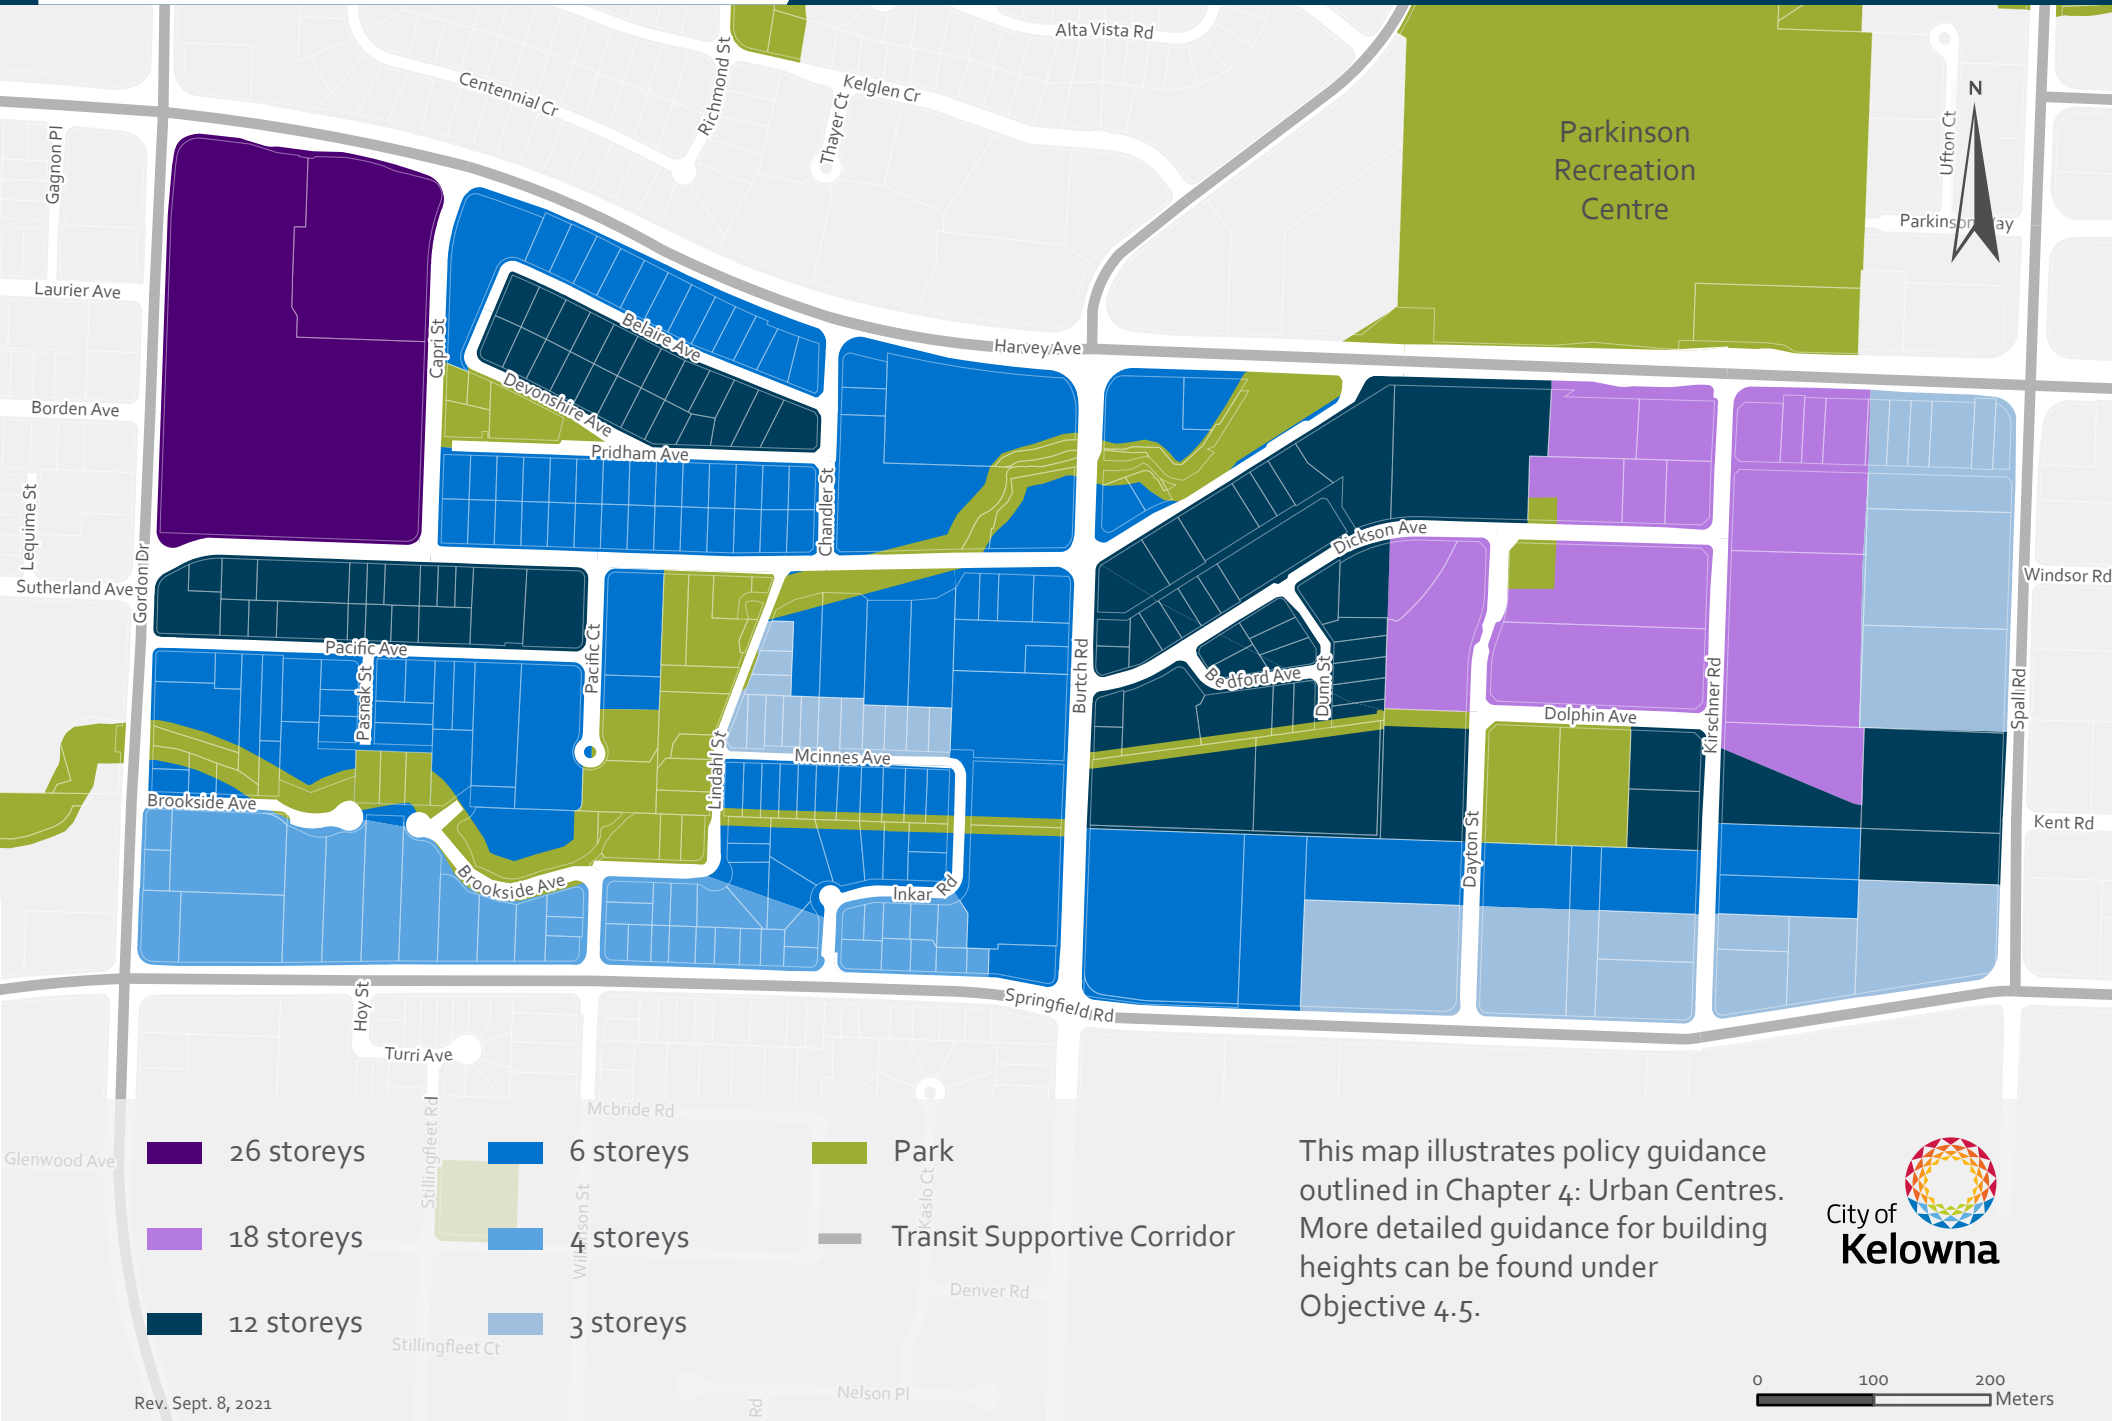 Alta Vista Rd
Centennial Cr
Richmond St
Thayer Ct
Kelglen Cr
Gagnon Pl
Parkinson
Recreation
Centre
Ufton Ct
N
Parkinson Way
Laurier Ave
Capri St
Belaire Ave
Harvey Ave
Borden Ave
Devonshire Ave
Pridham Ave
Lequime St
Chandler St
Dickson Ave
Gordon Dr
Sutherland Ave
Windsor Rd
Pacific Ave
Pasnak St
Pacific Ct
Burtch Rd
Bedford Ave
Dunn St
Kirschner Rd
Spall Rd
Dolphin Ave
Lindahl St
Mcinnes Ave
Brookside Ave
Kent Rd
Dayton St
Brookside Ave
Inkar Rd
Hoy St
Springfield Rd
Turri Ave
Stillingfleet Rd
Mcbride Rd
Glenwood Ave
Wilkinson St
Kaslo Ct
Denver Rd
Stillingfleet Ct
Nelson Pl
Rd
26 storeys
18 storeys
12 storeys
6 storeys
4 storeys
3 storeys
Park
Transit Supportive Corridor
This map illustrates policy guidance
outlined in Chapter 4: Urban Centres.
More detailed guidance for building
heights can be found under
Objective 4.5.
City of
Kelowna
0 100 200
Meters
Rev. Sept. 8, 2021